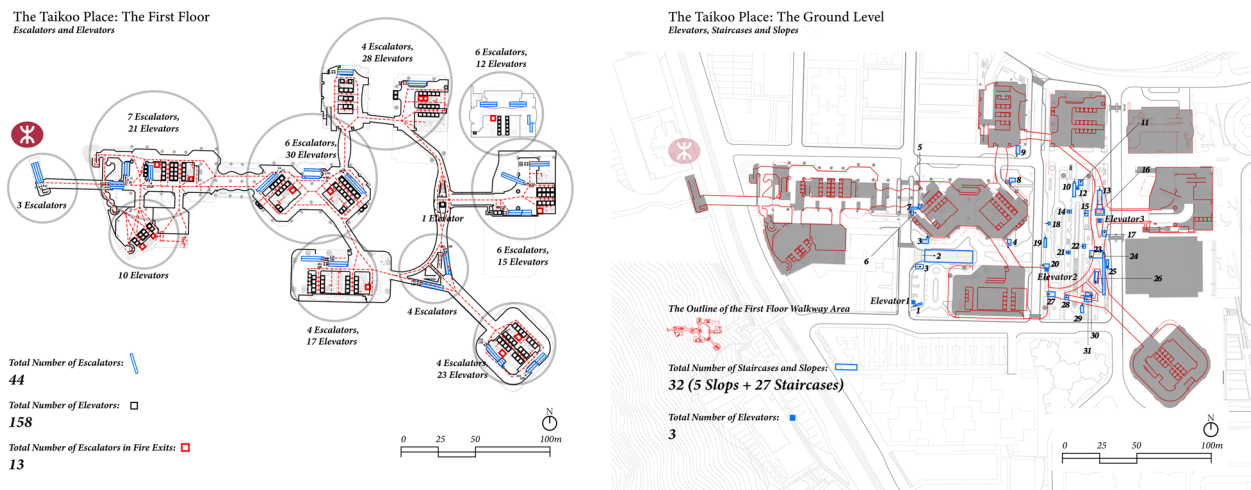 The Taikoo Place: The First Floor
Escalators and Elevators
4 Escalators,
28 Elevators
6 Escalators,
12 Elevators
7 Escalators,
21 Elevators
6 Escalators,
30 Elevators
3 Escalators
1 Elevator
10 Elevators
6 Escalators,
15 Elevators
4 Escalators
4 Escalators,
17 Elevators
4 Escalators,
23 Elevators
Total Number of Escalators:
44
Total Number of Elevators:
158
Total Number of Escalators in Fire Exits:
13
N
0 25 50 100m
The Taikoo Place: The Ground Level
Elevators, Staircases and Slopes
5
9
11
8
10
12
13
16
7
14
15
Elevator3
18
17
3
4
19
22
2
21
23
24
6
3
20
25
26
Elevator2
Elevator1
1
27
28
29
30
31
The Outline of the First Floor Walkway Area
Total Number of Staircases and Slopes:
32 (5 Slops + 27 Staircases)
Total Number of Elevators:
3
N
0 25 50 100m